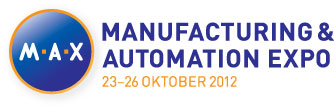 M·A·X
MANUFACTURING &
AUTOMATION EXPO
23–26 OKTOBER 2012